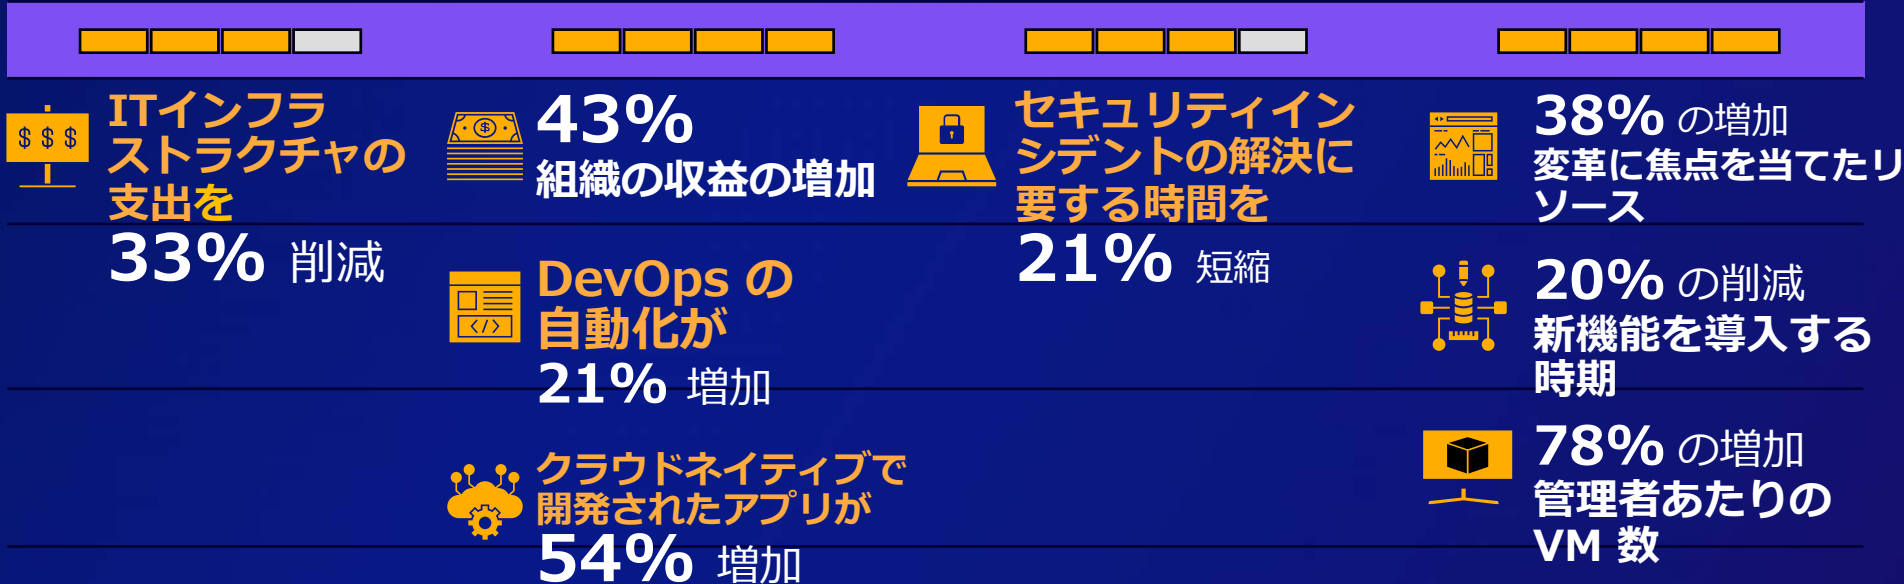 $ $ $
ITインフラ
ストラクチャの
支出を
33% 削減
$
43%
組織の収益の増加
</>
DevOps の
自動化が
21% 増加
クラウドネイティブで
開発されたアプリが
54% 増加
セキュリティイン
シデントの解決に
要する時間を
21% 短縮
38% の増加
変革に焦点を当てたリ
ソース
20% の削減
新機能を導入する
時期
78% の増加
管理者あたりの
VM 数